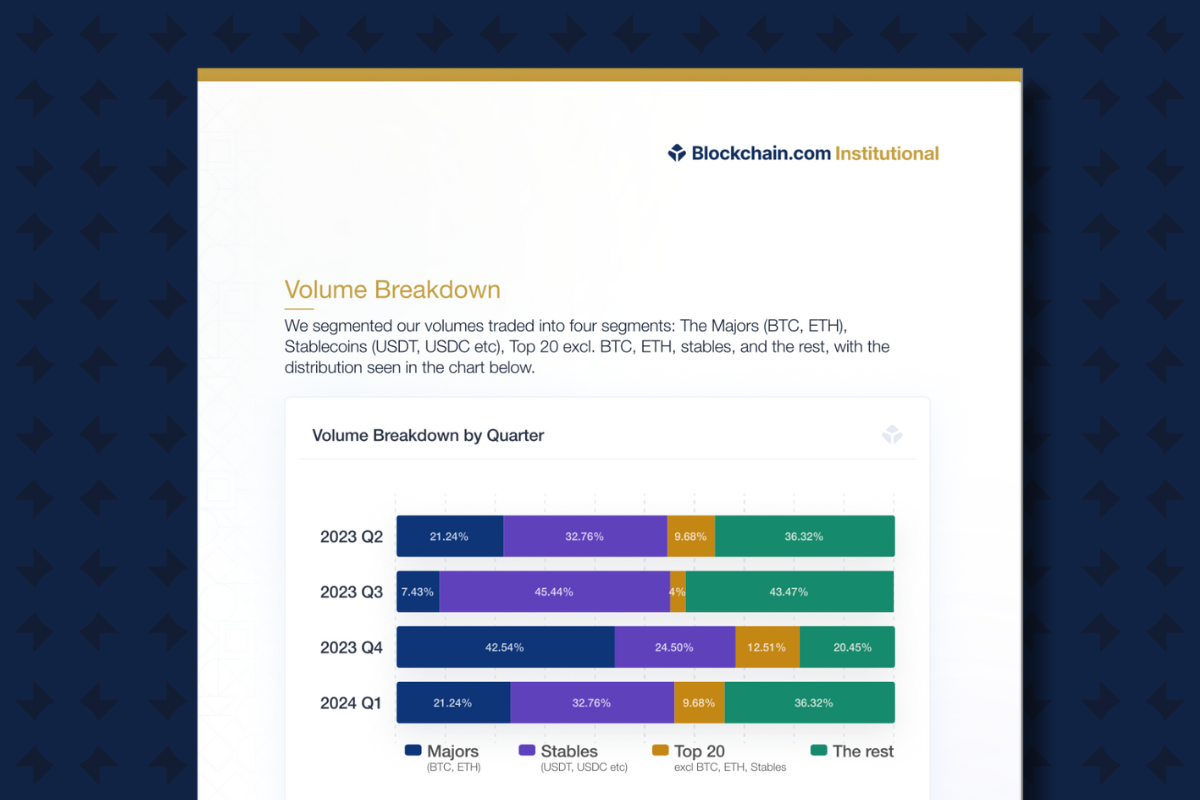 Blockchain.com Institutional
Volume Breakdown
We segmented our volumes traded into four segments: The Majors (BTC, ETH),
Stablecoins (USDT, USDC etc), Top 20 excl. BTC, ETH, stables, and the rest, with the
distribution seen in the chart below.
Volume Breakdown by Quarter
2023 Q2 21.24% 32.76% 9.68% 36.32%
2023 Q3 7.43% 45.44% 4% 43.47%
2023 Q4 42.54% 24.50% 12.51% 20.45%
2024 Q1 21.24% 32.76% 9.68% 36.32%
Majors Stables Top 20 The rest
(BTC, ETH) (USDT, USDC etc) excl BTC, ETH, Stables